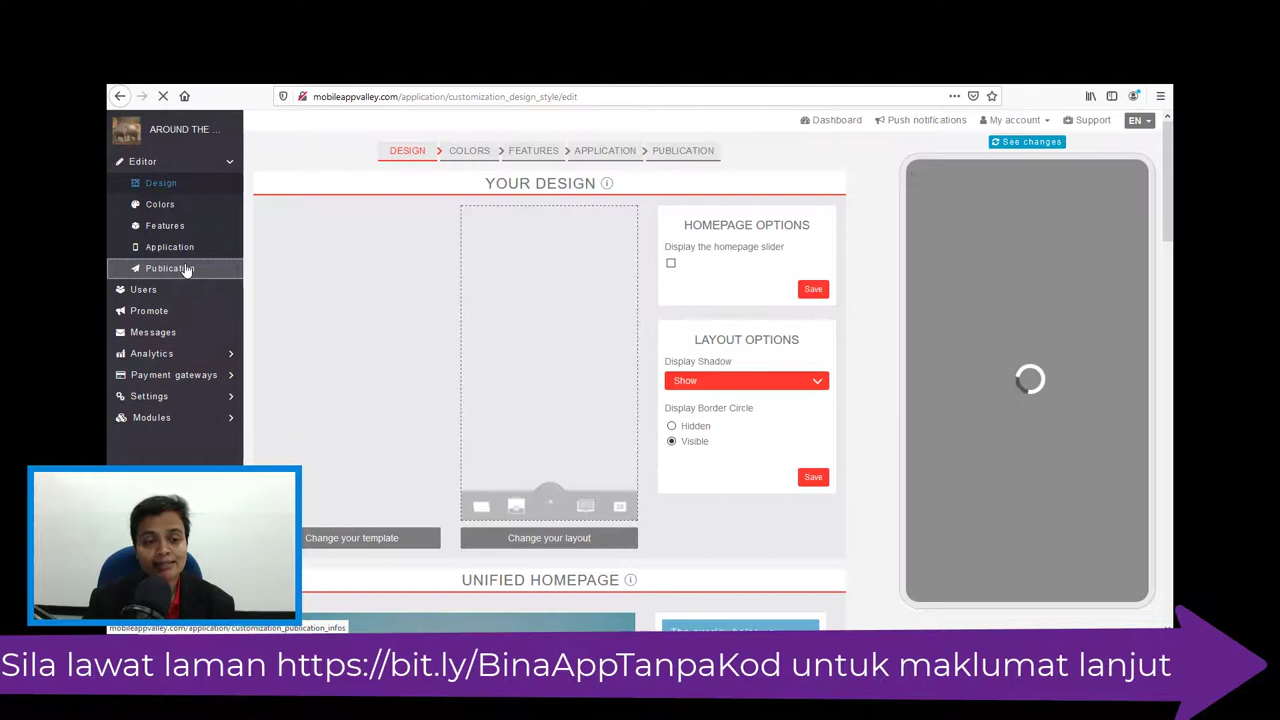 mobileappvalley.com/application/customization_design_style/edit
AROUND THE ...
Dashboard
Push notifications
My account
Support
EN
Editor
Design
Colors
Features
Application
Publication
Users
Promote
Messages
Analytics
Payment gateways
Settings
Modules
DESIGN
COLORS
FEATURES
APPLICATION
PUBLICATION
See changes
YOUR DESIGN
HOMEPAGE OPTIONS
Display the homepage slider
Save
LAYOUT OPTIONS
Display Shadow
Show
Display Border Circle
Hidden
Visible
Save
Change your template
Change your layout
UNIFIED HOMEPAGE
mobileappvalley.com/application/customization_publication_infos
Sila lawat laman https://bit.ly/BinaAppTanpaKod untuk maklumat lanjut